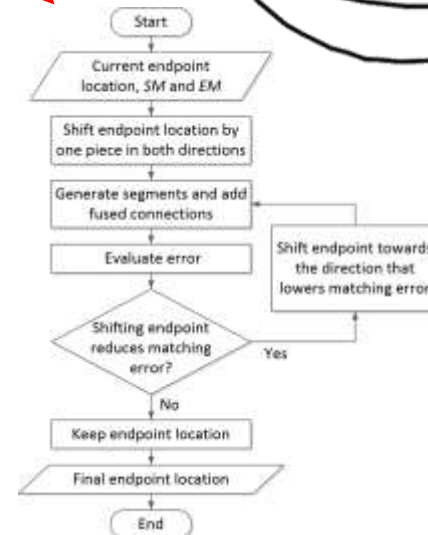 Start
Current endpoint
location, SM and EM
Shift endpoint location by
one piece in both directions
Generate segments and add
fused connections
Evaluate error
Shift endpoint towards
the direction that
lowers matching error
Shifting endpoint
reduces matching
error?
Yes
No
Keep endpoint location
Final endpoint location
End